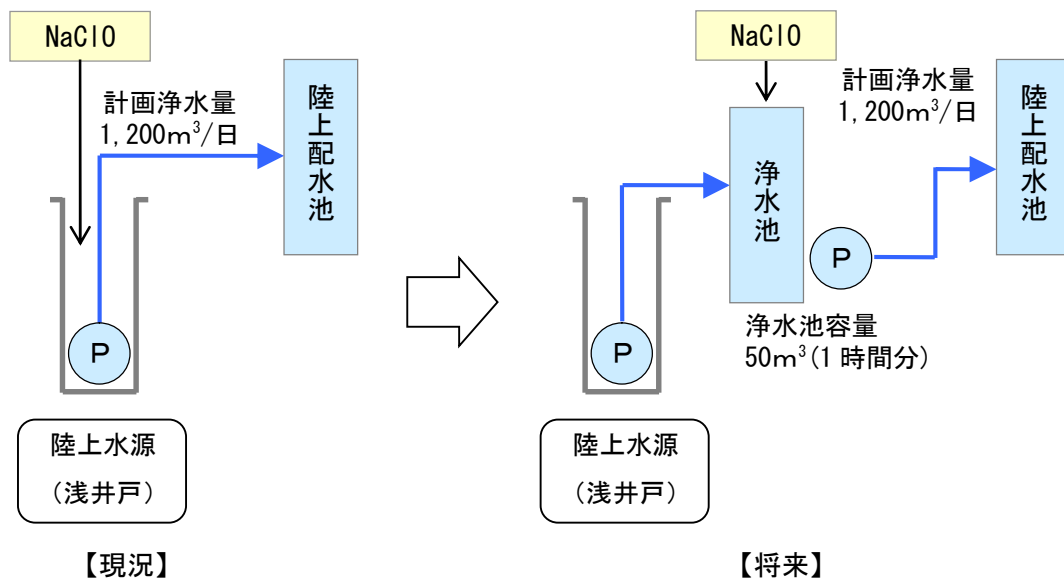 NaClO
計画浄水量
1,200m³/日
陸上配水池
P
陸上水源
（浅井戸）
【現況】
NaClO
計画浄水量
1,200m³/日
浄水池
陸上配水池
P
P
浄水池容量
50m³(1時間分)
陸上水源
（浅井戸）
【将来】